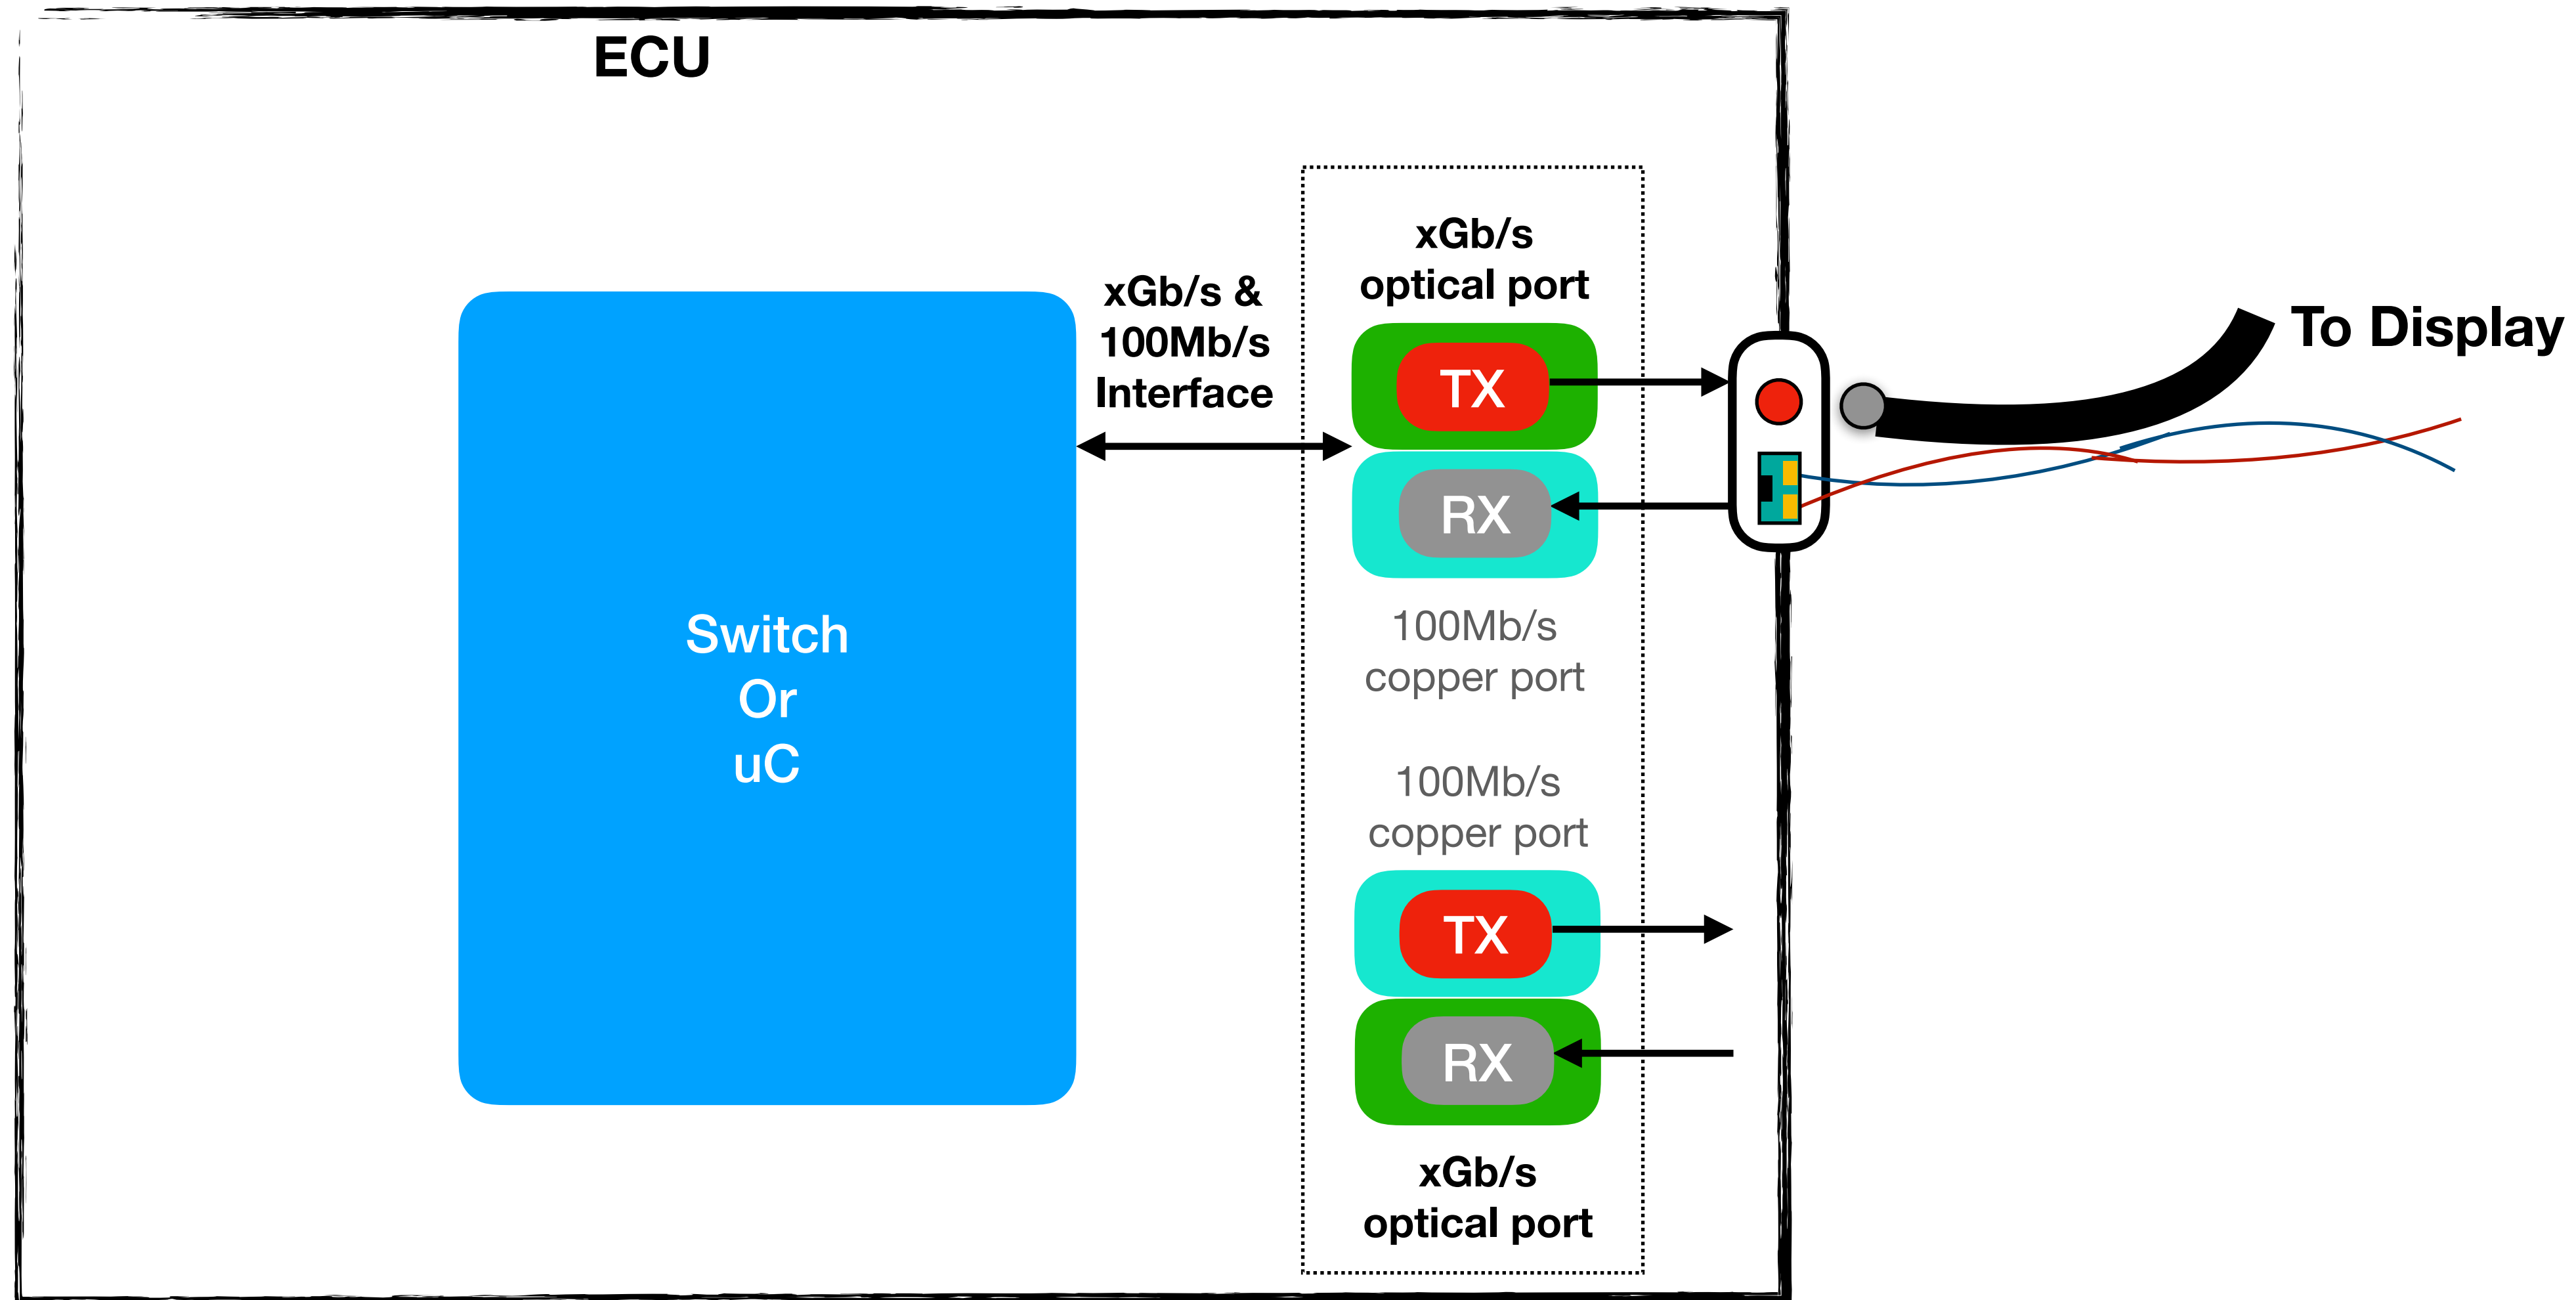 ECU
xGb/s &
100Mb/s
Interface
xGb/s
optical port
TX
RX
100Mb/s
copper port
100Mb/s
copper port
TX
RX
xGb/s
optical port
Switch
Or
uC
To Display